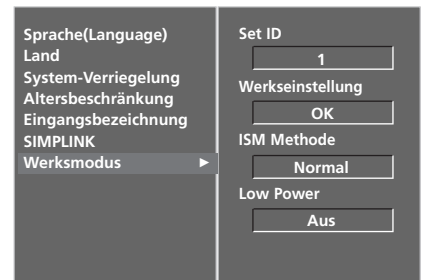 Sprache(Language)
Land
System-Verriegelung
Altersbeschränkung
Eingangsbezeichnung
SIMPLINK
Werksmodus ►
Set ID
1
Werkseinstellung
OK
ISM Methode
Normal
Low Power
Aus